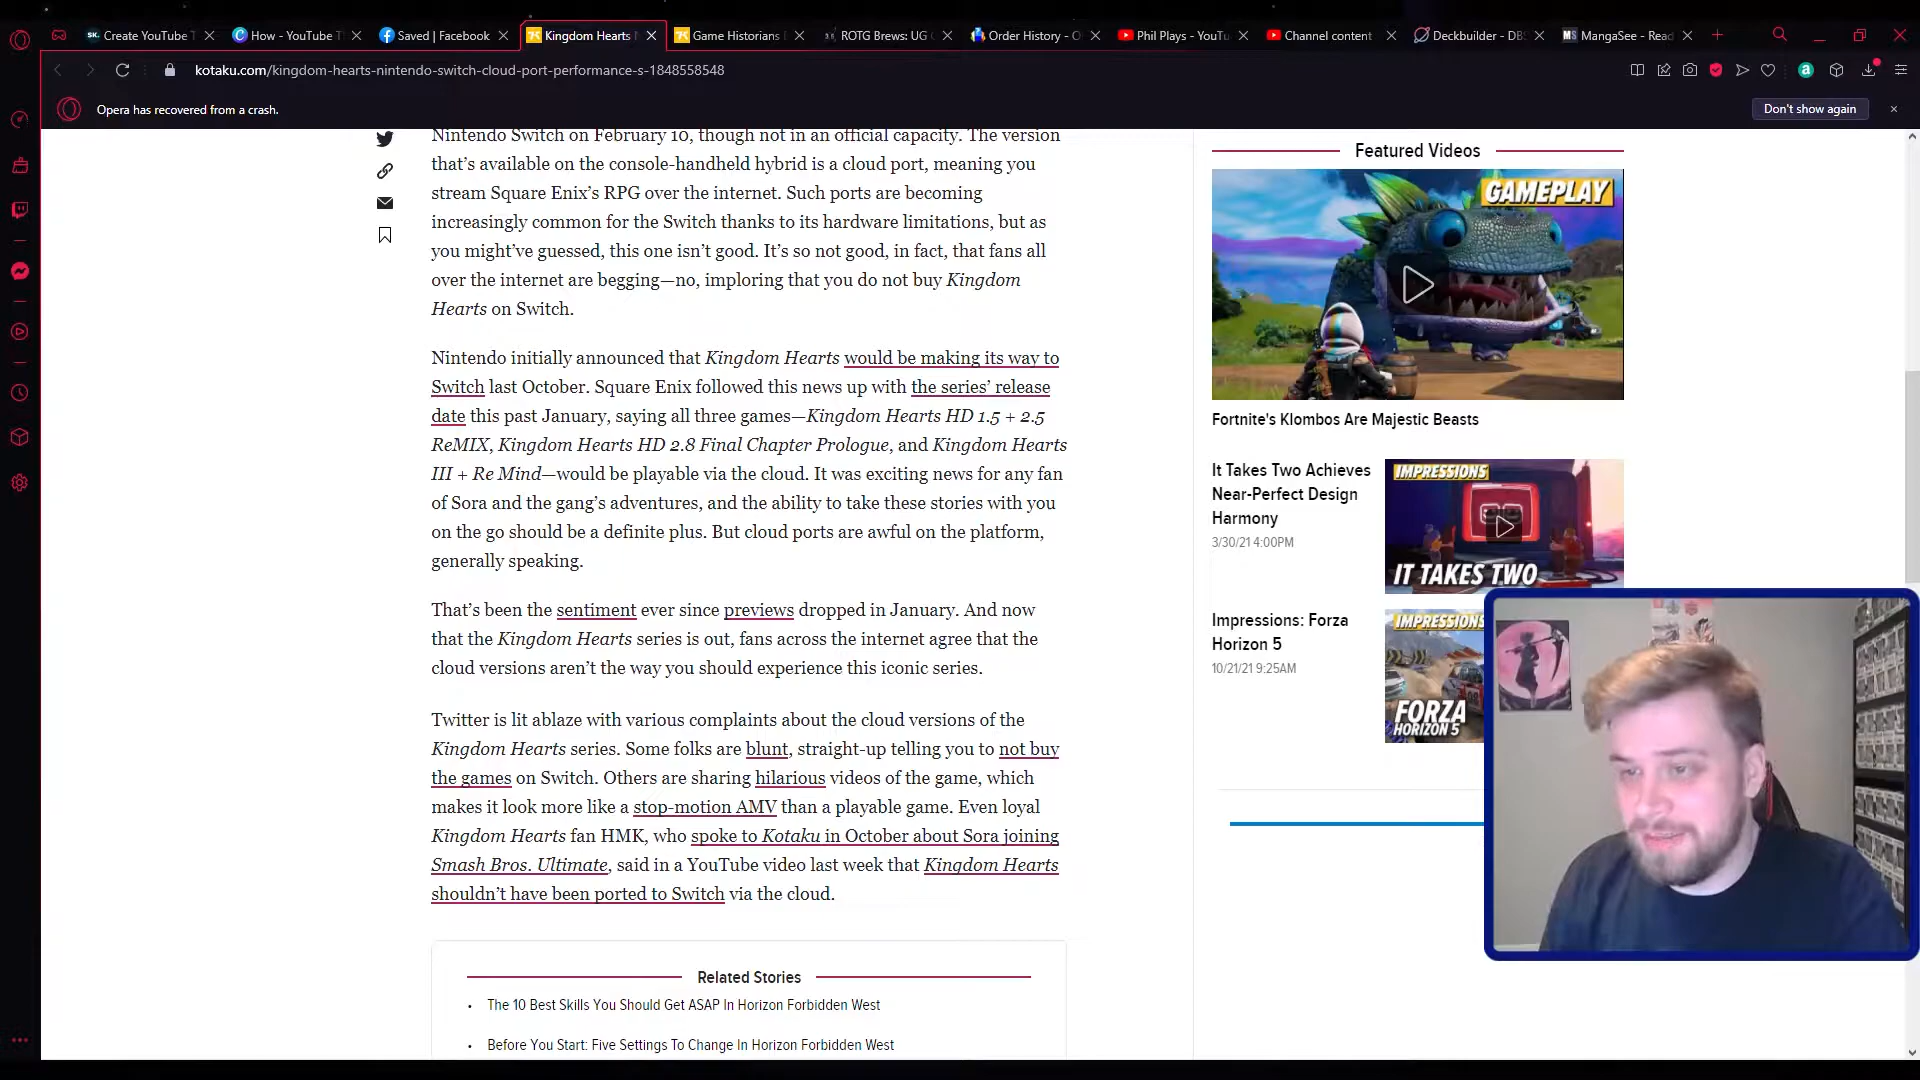 Create YouTube T
How - YouTube Th
Saved | Facebook
Kingdom Hearts N
Game Historians
ROTG Brews: UG
Order History - O
Phil Plays - YouTu
Channel content
Deckbuilder - DBS
MangaSee - Read
kotaku.com/kingdom-hearts-nintendo-switch-cloud-port-performance-s-1848558548
Opera has recovered from a crash.
Don't show again
Nintendo Switch on February 10, though not in an official capacity. The version
that’s available on the console-handheld hybrid is a cloud port, meaning you
stream Square Enix’s RPG over the internet. Such ports are becoming
increasingly common for the Switch thanks to its hardware limitations, but as
you might’ve guessed, this one isn’t good. It’s so not good, in fact, that fans all
over the internet are begging—no, imploring that you do not buy Kingdom
Hearts on Switch.
Nintendo initially announced that Kingdom Hearts would be making its way to
Switch last October. Square Enix followed this news up with the series’ release
date this past January, saying all three games—Kingdom Hearts HD 1.5 + 2.5
ReMIX, Kingdom Hearts HD 2.8 Final Chapter Prologue, and Kingdom Hearts
III + Re Mind—would be playable via the cloud. It was exciting news for any fan
of Sora and the gang’s adventures, and the ability to take these stories with you
on the go should be a definite plus. But cloud ports are awful on the platform,
generally speaking.
That’s been the sentiment ever since previews dropped in January. And now
that the Kingdom Hearts series is out, fans across the internet agree that the
cloud versions aren’t the way you should experience this iconic series.
Twitter is lit ablaze with various complaints about the cloud versions of the
Kingdom Hearts series. Some folks are blunt, straight-up telling you to not buy
the games on Switch. Others are sharing hilarious videos of the game, which
makes it look more like a stop-motion AMV than a playable game. Even loyal
Kingdom Hearts fan HMK, who spoke to Kotaku in October about Sora joining
Smash Bros. Ultimate, said in a YouTube video last week that Kingdom Hearts
shouldn’t have been ported to Switch via the cloud.
Related Stories
• The 10 Best Skills You Should Get ASAP In Horizon Forbidden West
• Before You Start: Five Settings To Change In Horizon Forbidden West
Featured Videos
GAMEPLAY
Fortnite's Klombos Are Majestic Beasts
It Takes Two Achieves
Near-Perfect Design
Harmony
3/30/21 4:00PM
IMPRESSIONS
IT TAKES TWO
Impressions: Forza
Horizon 5
10/21/21 9:25AM
IMPRESSIONS
FORZA
HORIZON 5